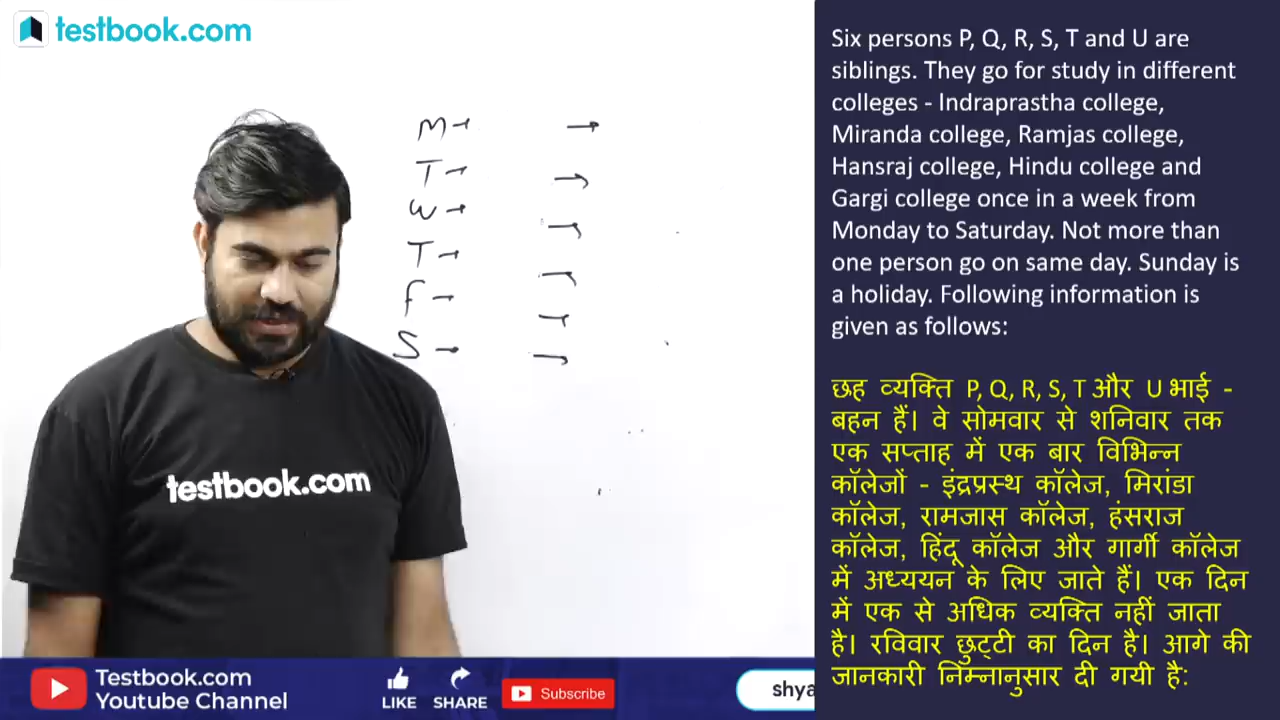 testbook.com
M →
T →
W →
T →
F →
S →
testbook.com
Six persons P, Q, R, S, T and U are
siblings. They go for study in different
colleges - Indraprastha college,
Miranda college, Ramjas college,
Hansraj college, Hindu college and
Gargi college once in a week from
Monday to Saturday. Not more than
one person go on same day. Sunday is
a holiday. Following information is
given as follows:
छह व्यक्ति P, Q, R, S, T और U भाई -
बहन हैं। वे सोमवार से शनिवार तक
एक सप्ताह में एक बार विभिन्न
कॉलेजों - इंद्रप्रस्थ कॉलेज, मिरांडा
कॉलेज, रामजास कॉलेज, हंसराज
कॉलेज, हिंदू कॉलेज और गार्गी कॉलेज
में अध्ययन के लिए जाते हैं। एक दिन
में एक से अधिक व्यक्ति नहीं जाता
है। रविवार छुट्टी का दिन है। आगे की
जानकारी निम्नानुसार दी गयी है:
Testbook.com
YouTube Channel
LIKE
SHARE
Subscribe
shya